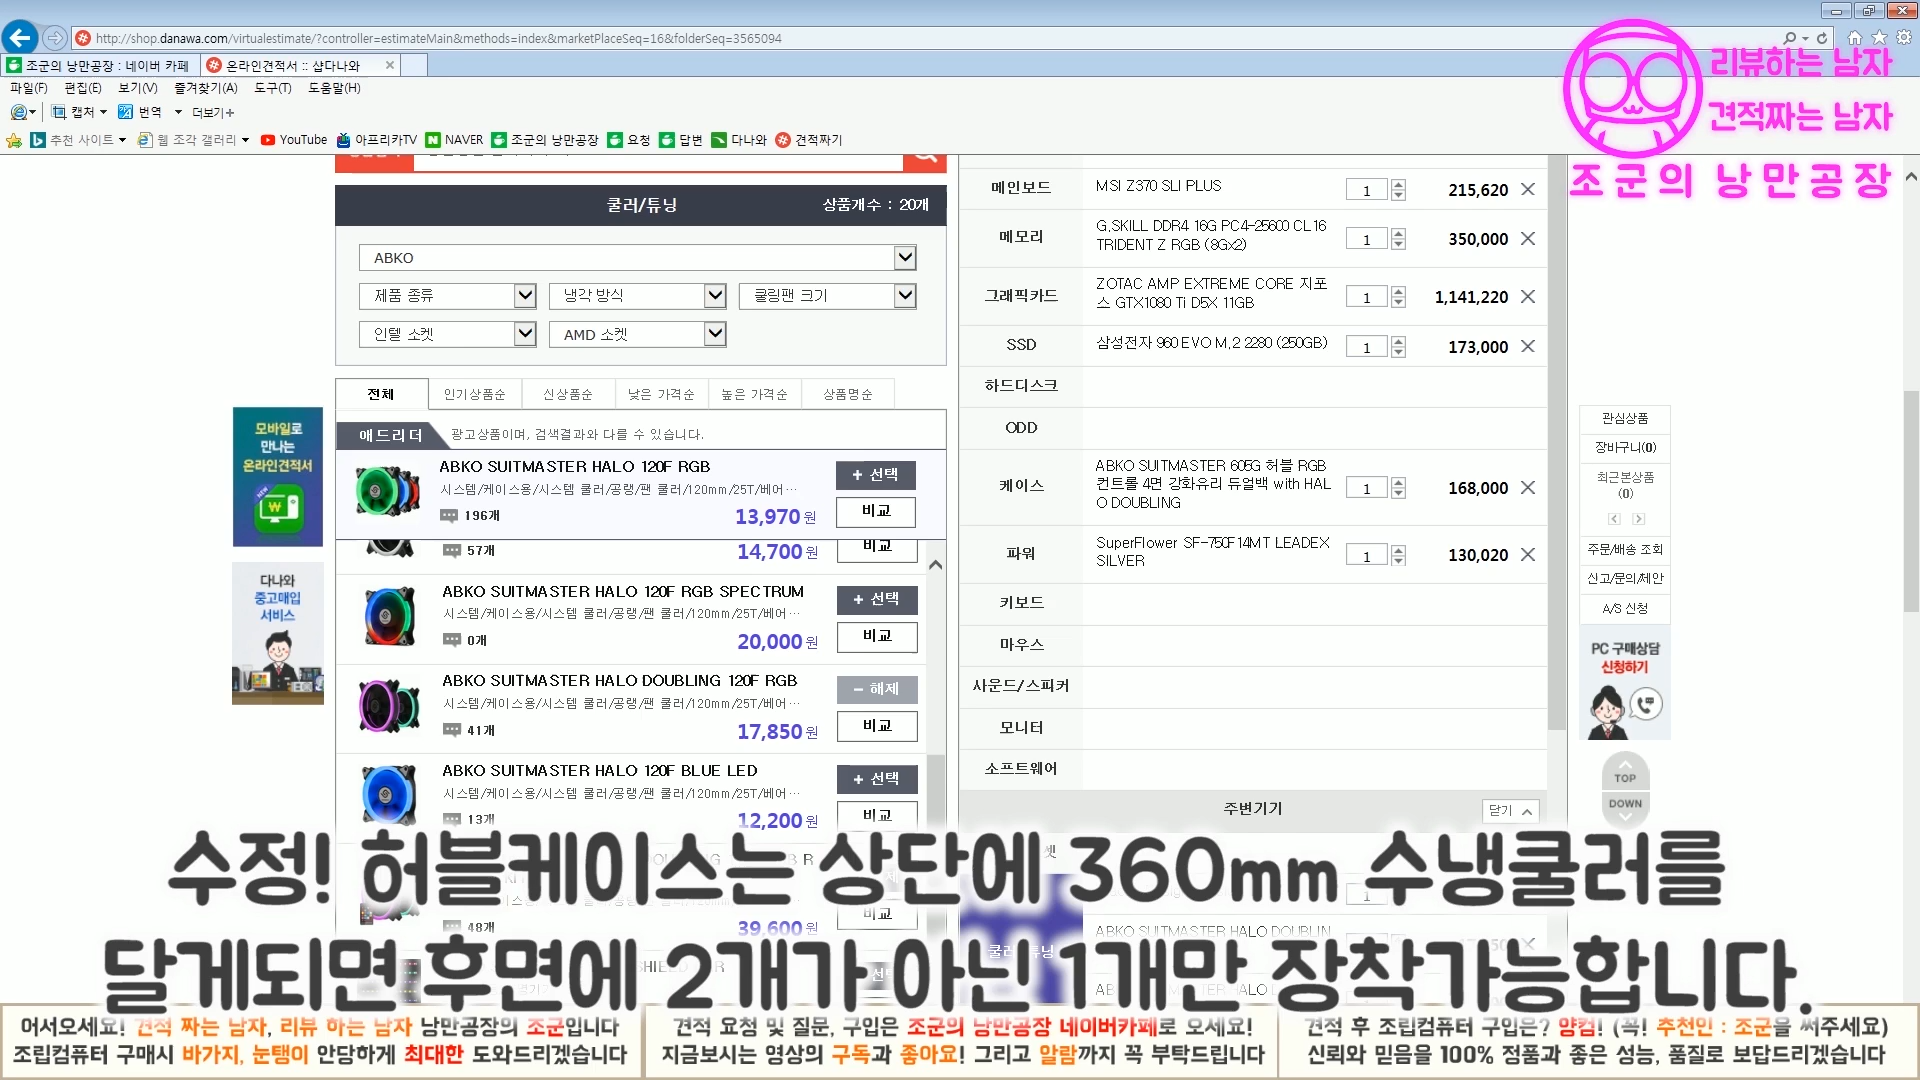 http://shop.danawa.com/virtualestimate/?controller=estimateMain&methods=index&marketPlaceSeq=16&folderSeq=3565094
조군의 낭만공장 : 네이버 카페
온라인견적서 :: 샵다나와
파일(F) 편집(E) 보기(V) 즐겨찾기(A) 도구(T) 도움말(H)
캡처 번역 더보기+
추천 사이트 웹 조각 갤러리 YouTube 아프리카TV NAVER 조군의 낭만공장 요청 답변 다나와 견적짜기
리뷰하는 남자
견적짜는 남자
조군의 낭만공장
쿨러/튜닝 상품개수 : 20개
ABKO
제품 종류 냉각 방식 쿨링팬 크기
인텔 소켓 AMD 소켓
전체 인기상품순 신상품순 낮은 가격순 높은 가격순 상품명순
애드리더 광고상품이며, 검색결과와 다를 수 있습니다.
ABKO SUITMASTER HALO 120F RGB
시스템/케이스용/시스템 쿨러/공랭/팬 쿨러/120mm/25T/베어…
196개 13,970원
+ 선택
비교
57개 14,700원
비교
ABKO SUITMASTER HALO 120F RGB SPECTRUM
시스템/케이스용/시스템 쿨러/공랭/팬 쿨러/120mm/25T/베어…
0개 20,000원
+ 선택
비교
ABKO SUITMASTER HALO DOUBLING 120F RGB
시스템/케이스용/시스템 쿨러/공랭/팬 쿨러/120mm/25T/베어…
41개 17,850원
− 해제
비교
ABKO SUITMASTER HALO 120F BLUE LED
시스템/케이스용/시스템 쿨러/공랭/팬 쿨러/120mm/25T/베어…
13개 12,200원
+ 선택
비교
48개 39,600원
비교
메인보드 MSI Z370 SLI PLUS 1 215,620
메모리 G.SKILL DDR4 16G PC4-25600 CL16
TRIDENT Z RGB (8Gx2) 1 350,000
그래픽카드 ZOTAC AMP EXTREME CORE 지포
스 GTX1080 Ti D5X 11GB 1 1,141,220
SSD 삼성전자 960 EVO M.2 2280 (250GB) 1 173,000
하드디스크
ODD
케이스 ABKO SUITMASTER 605G 허블 RGB
컨트롤 4면 강화유리 듀얼백 with HAL
O DOUBLING 1 168,000
파워 SuperFlower SF-750F14MT LEADEX
SILVER 1 130,020
키보드
마우스
사운드/스피커
모니터
소프트웨어
주변기기 닫기
ABKO SUITMASTER HALO DOUBLIN
모바일로
만나는
온라인견적서
NEW
다나와
중고매입
서비스
관심상품
장바구니(0)
최근본상품
(0)
주문/배송 조회
신고/문의/제안
A/S 신청
PC 구매상담
신청하기
TOP
DOWN
수정! 허블케이스는 상단에 360mm 수냉쿨러를
달게되면 후면에 2개가 아닌 1개만 장착가능합니다.
어서오세요! 견적 짜는 남자, 리뷰 하는 남자 낭만공장의 조군입니다
조립컴퓨터 구매시 바가지, 눈탱이 안당하게 최대한 도와드리겠습니다
견적 요청 및 질문, 구입은 조군의 낭만공장 네이버카페로 오세요!
지금보시는 영상의 구독과 좋아요! 그리고 알람까지 꼭 부탁드립니다
견적 후 조립컴퓨터 구입은? 양컴! (꼭! 추천인 : 조군을 써주세요)
신뢰와 믿음을 100% 정품과 좋은 성능, 품질로 보답드리겠습니다